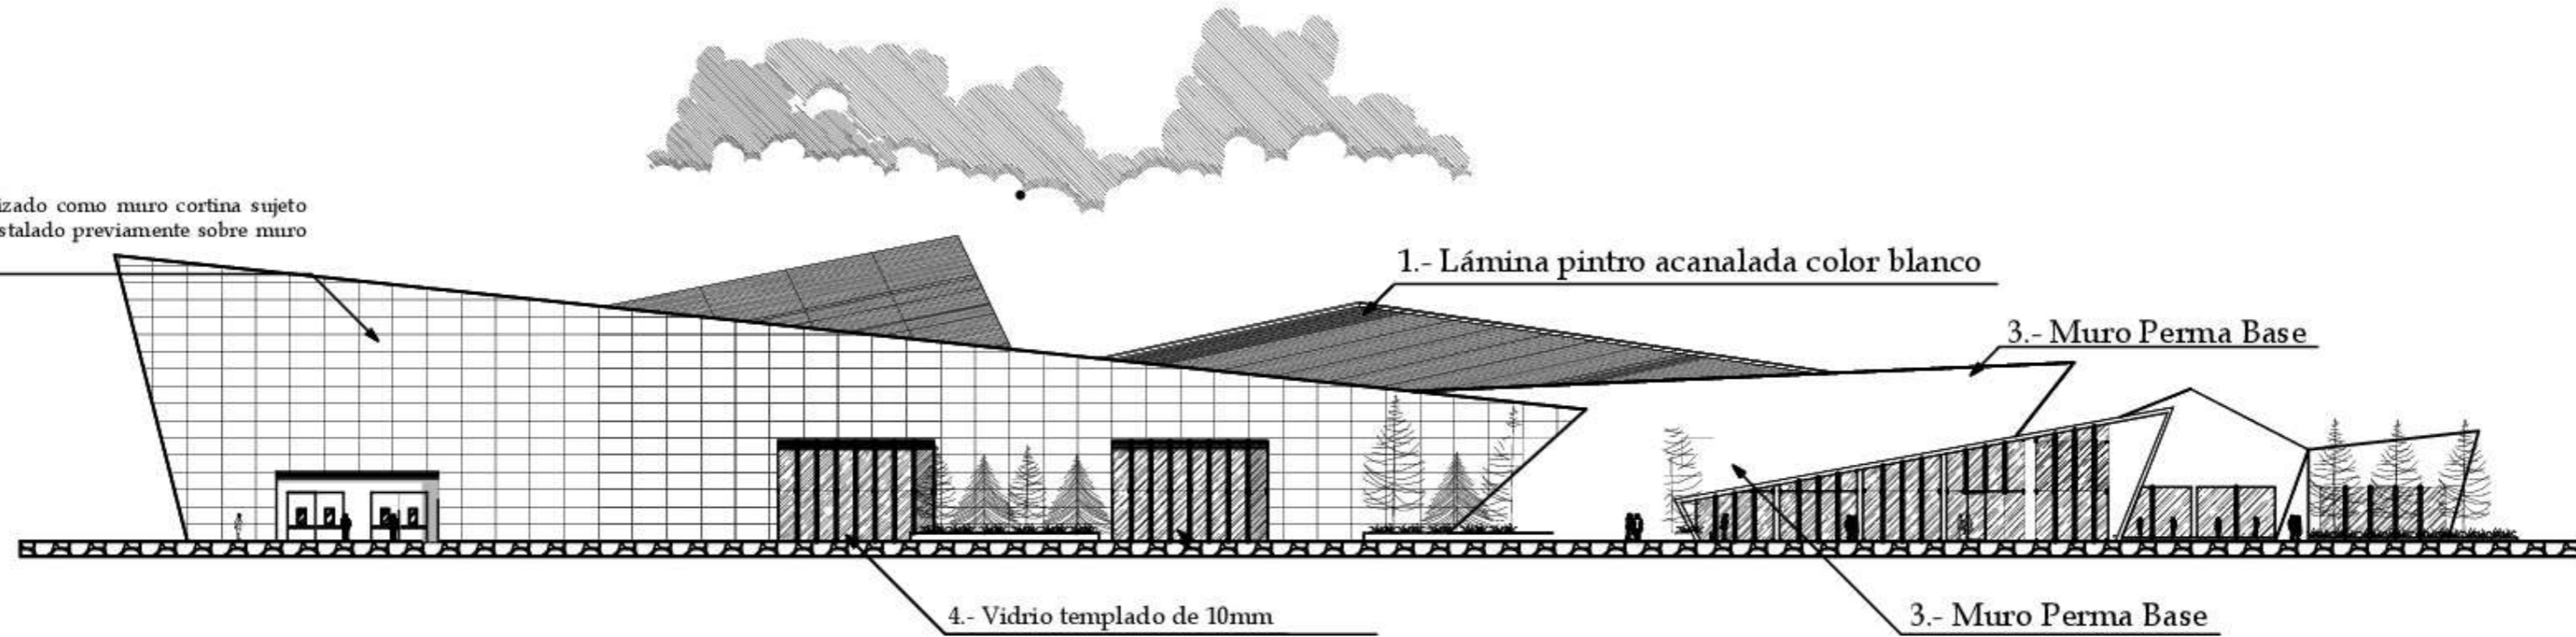 izado como muro cortina sujeto
stalado previamente sobre muro
1.- Lámina pintro acanalada color blanco
3.- Muro Perma Base
4.- Vidrio templado de 10mm
3.- Muro Perma Base